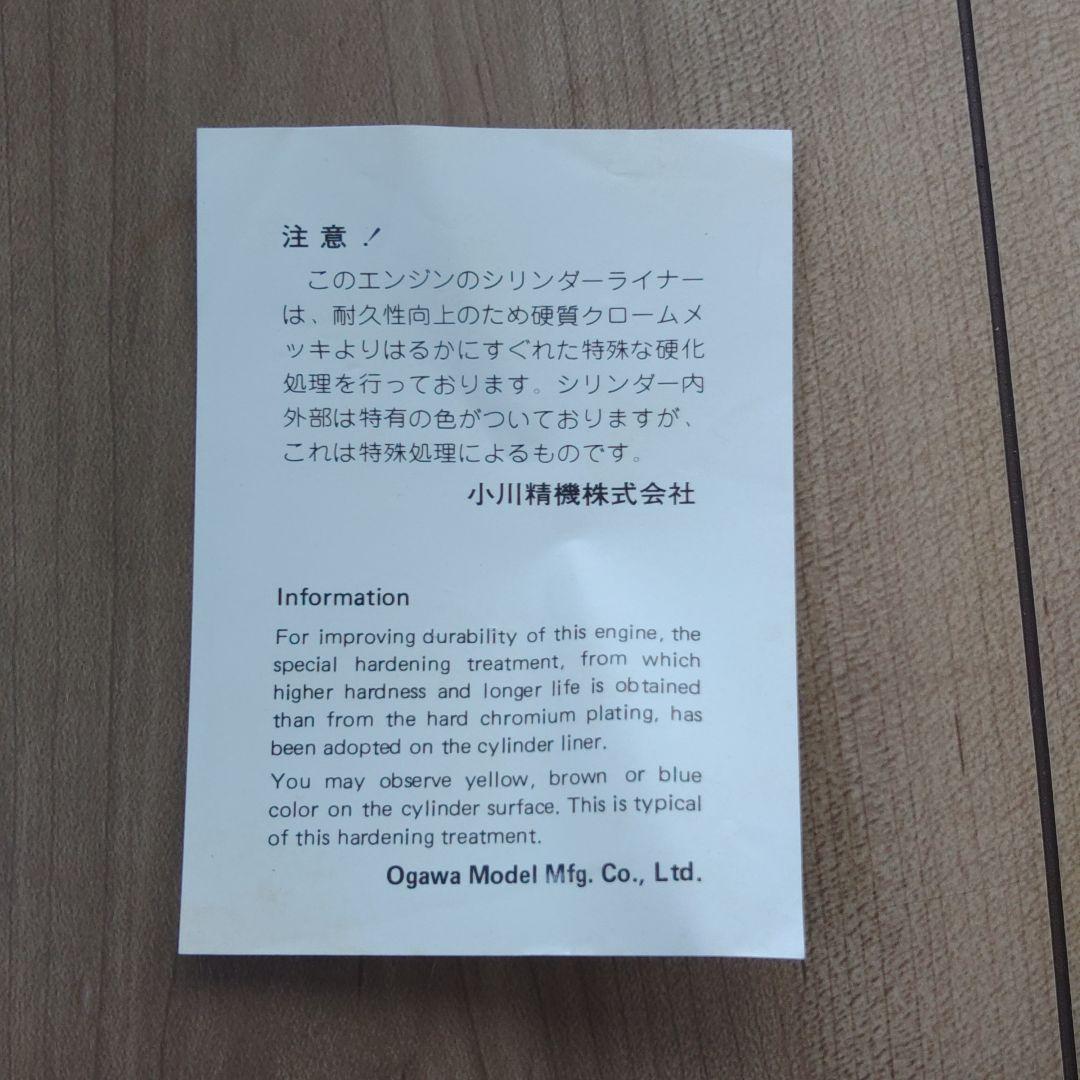 注意！
このエンジンのシリンダーライナー
は、耐久性向上のため硬質クロームメ
ッキよりはるかにすぐれた特殊な硬化
処理を行っております。シリンダー内
外部は特有の色がついておりますが、
これは特殊処理によるものです。
小川精機株式会社
Information
For improving durability of this engine, the
special hardening treatment, from which
higher hardness and longer life is obtained
than from the hard chromium plating, has
been adopted on the cylinder liner.
You may observe yellow, brown or blue
color on the cylinder surface. This is typical
of this hardening treatment.
Ogawa Model Mfg. Co., Ltd.